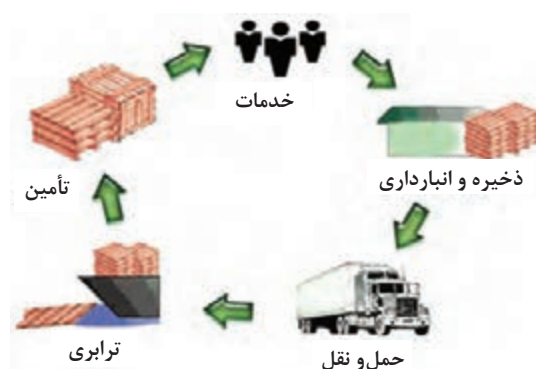 خدمات
ذخیره و انبارداری
تأمین
حمل‌و نقل
ترابری